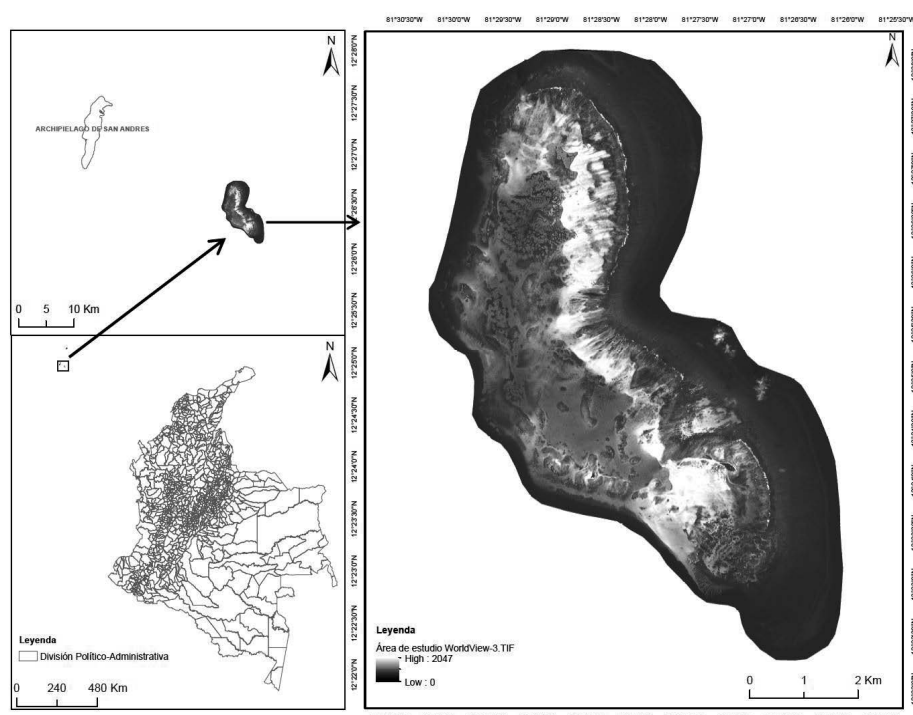 81°30'30"W 81°30'0"W 81°29'30"W 81°29'0"W 81°28'30"W 81°28'0"W 81°27'30"W 81°27'0"W 81°26'30"W 81°26'0"W 81°25'30"W
N
ARCHIPIELAGO DE SAN ANDRES
0 5 10 Km
N
Leyenda
División Político-Administrativa
0 240 480 Km
12°28'0"N
12°27'30"N
12°27'0"N
12°26'30"N
12°26'0"N
12°25'30"N
12°25'0"N
12°24'30"N
12°24'0"N
12°23'30"N
12°23'0"N
12°22'30"N
12°22'0"N
N
Leyenda
Área de estudio WorldView-3.TIF
High : 2047
Low : 0
0 1 2 Km